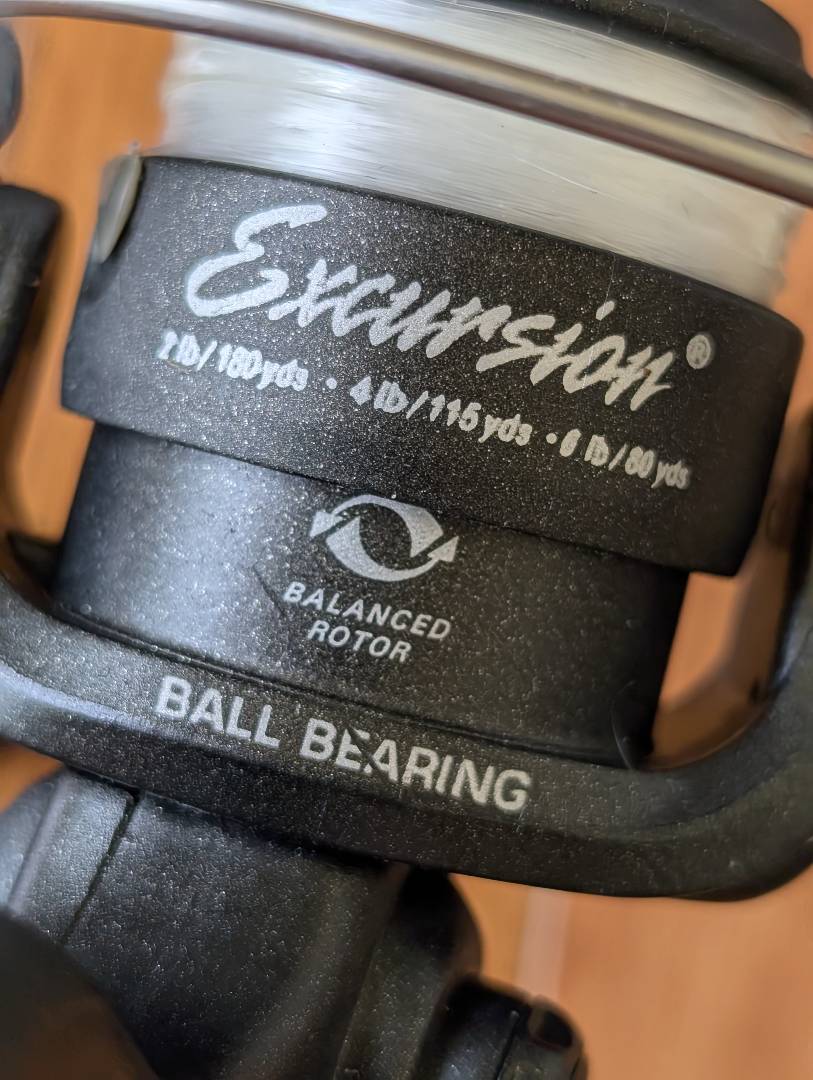 Excursion®
2 lb/180 yds • 4 lb/115 yds • 6 lb/80 yds
BALANCED
ROTOR
BALL BEARING